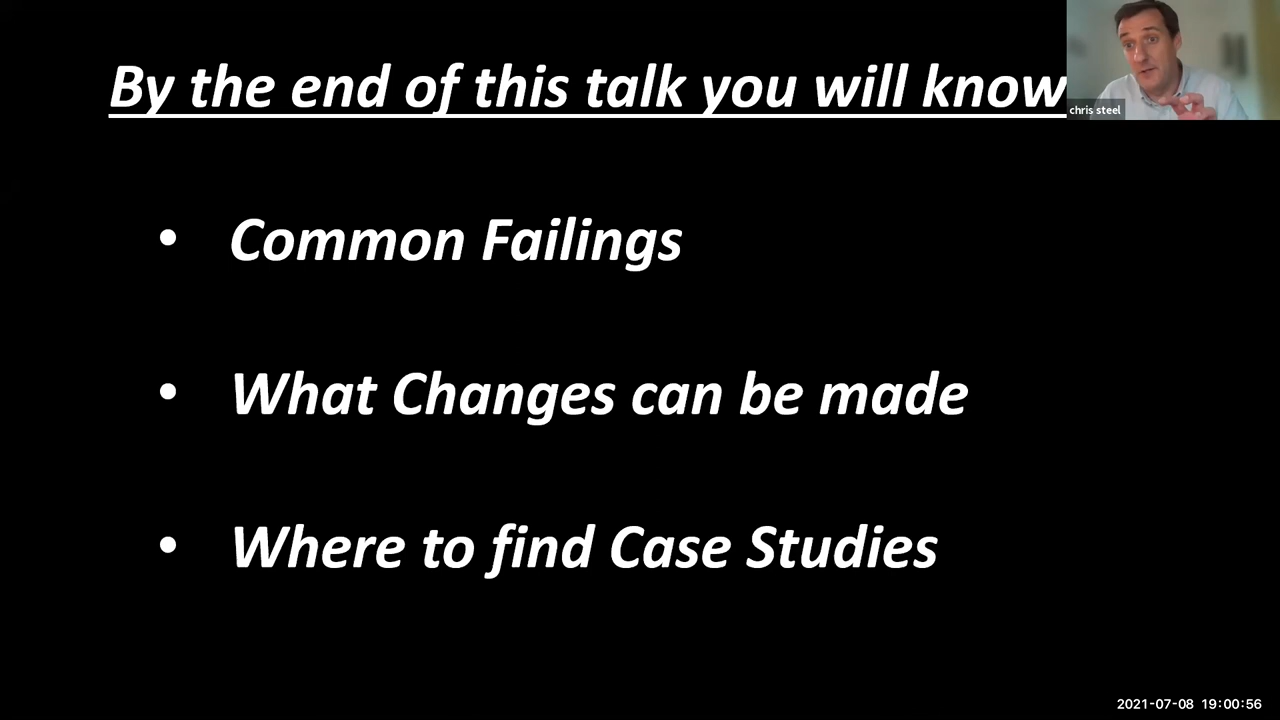 By the end of this talk you will know
chris steel
• Common Failings
• What Changes can be made
• Where to find Case Studies
2021-07-08 19:00:56